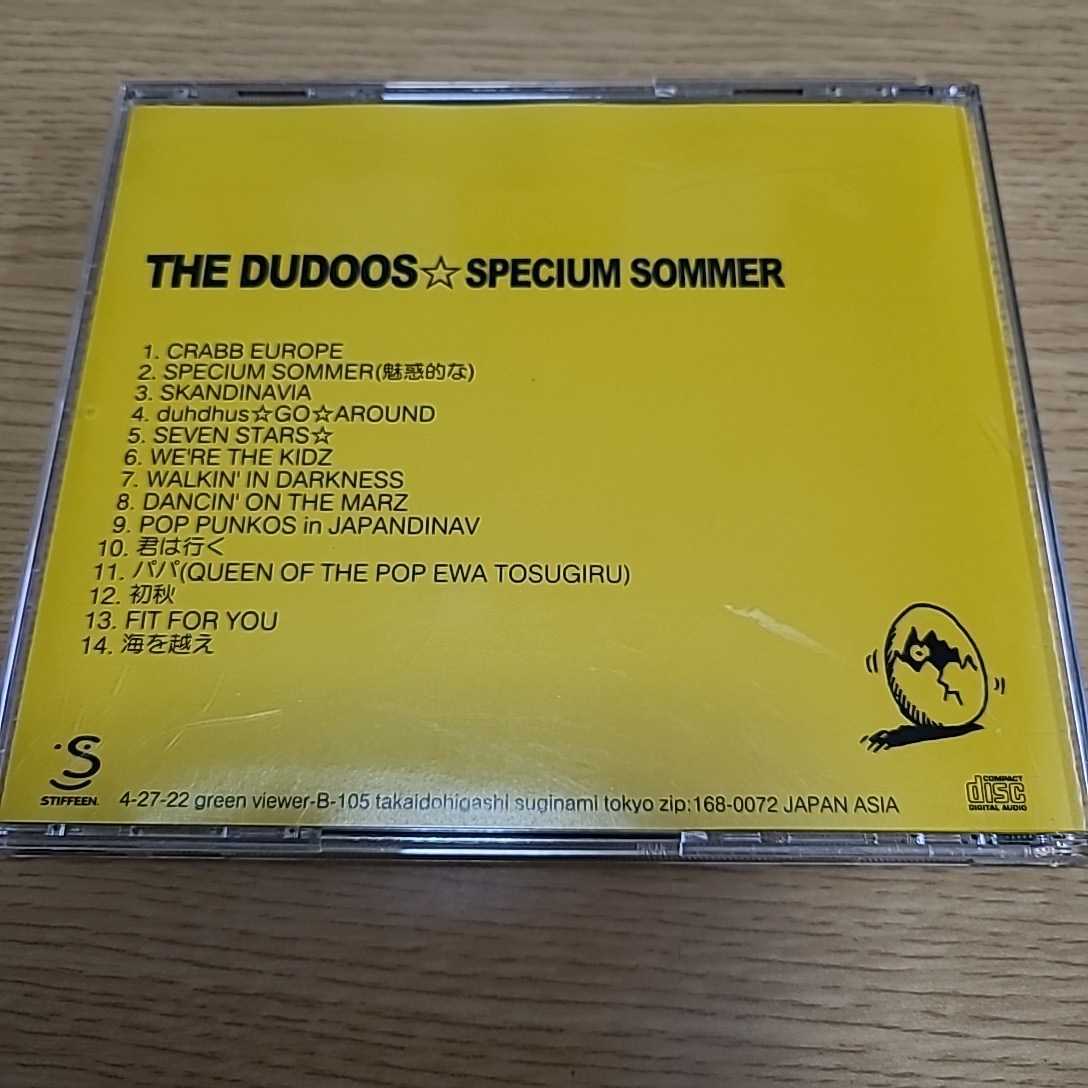 THE DUDOOS☆SPECIUM SOMMER
1. CRABB EUROPE
2. SPECIUM SOMMER(魅惑的な)
3. SKANDINAVIA
4. duhdhus☆GO☆AROUND
5. SEVEN STARS☆
6. WE'RE THE KIDZ
7. WALKIN' IN DARKNESS
8. DANCIN' ON THE MARZ
9. POP PUNKOS in JAPANDINAV
10. 君は行く
11. パパ(QUEEN OF THE POP EWA TOSUGIRU)
12. 初秋
13. FIT FOR YOU
14. 海を越え
S
STIFFEEN.
4-27-22 green viewer-B-105 takaidohigashi suginami tokyo zip:168-0072 JAPAN ASIA
COMPACT
disc
DIGITAL AUDIO